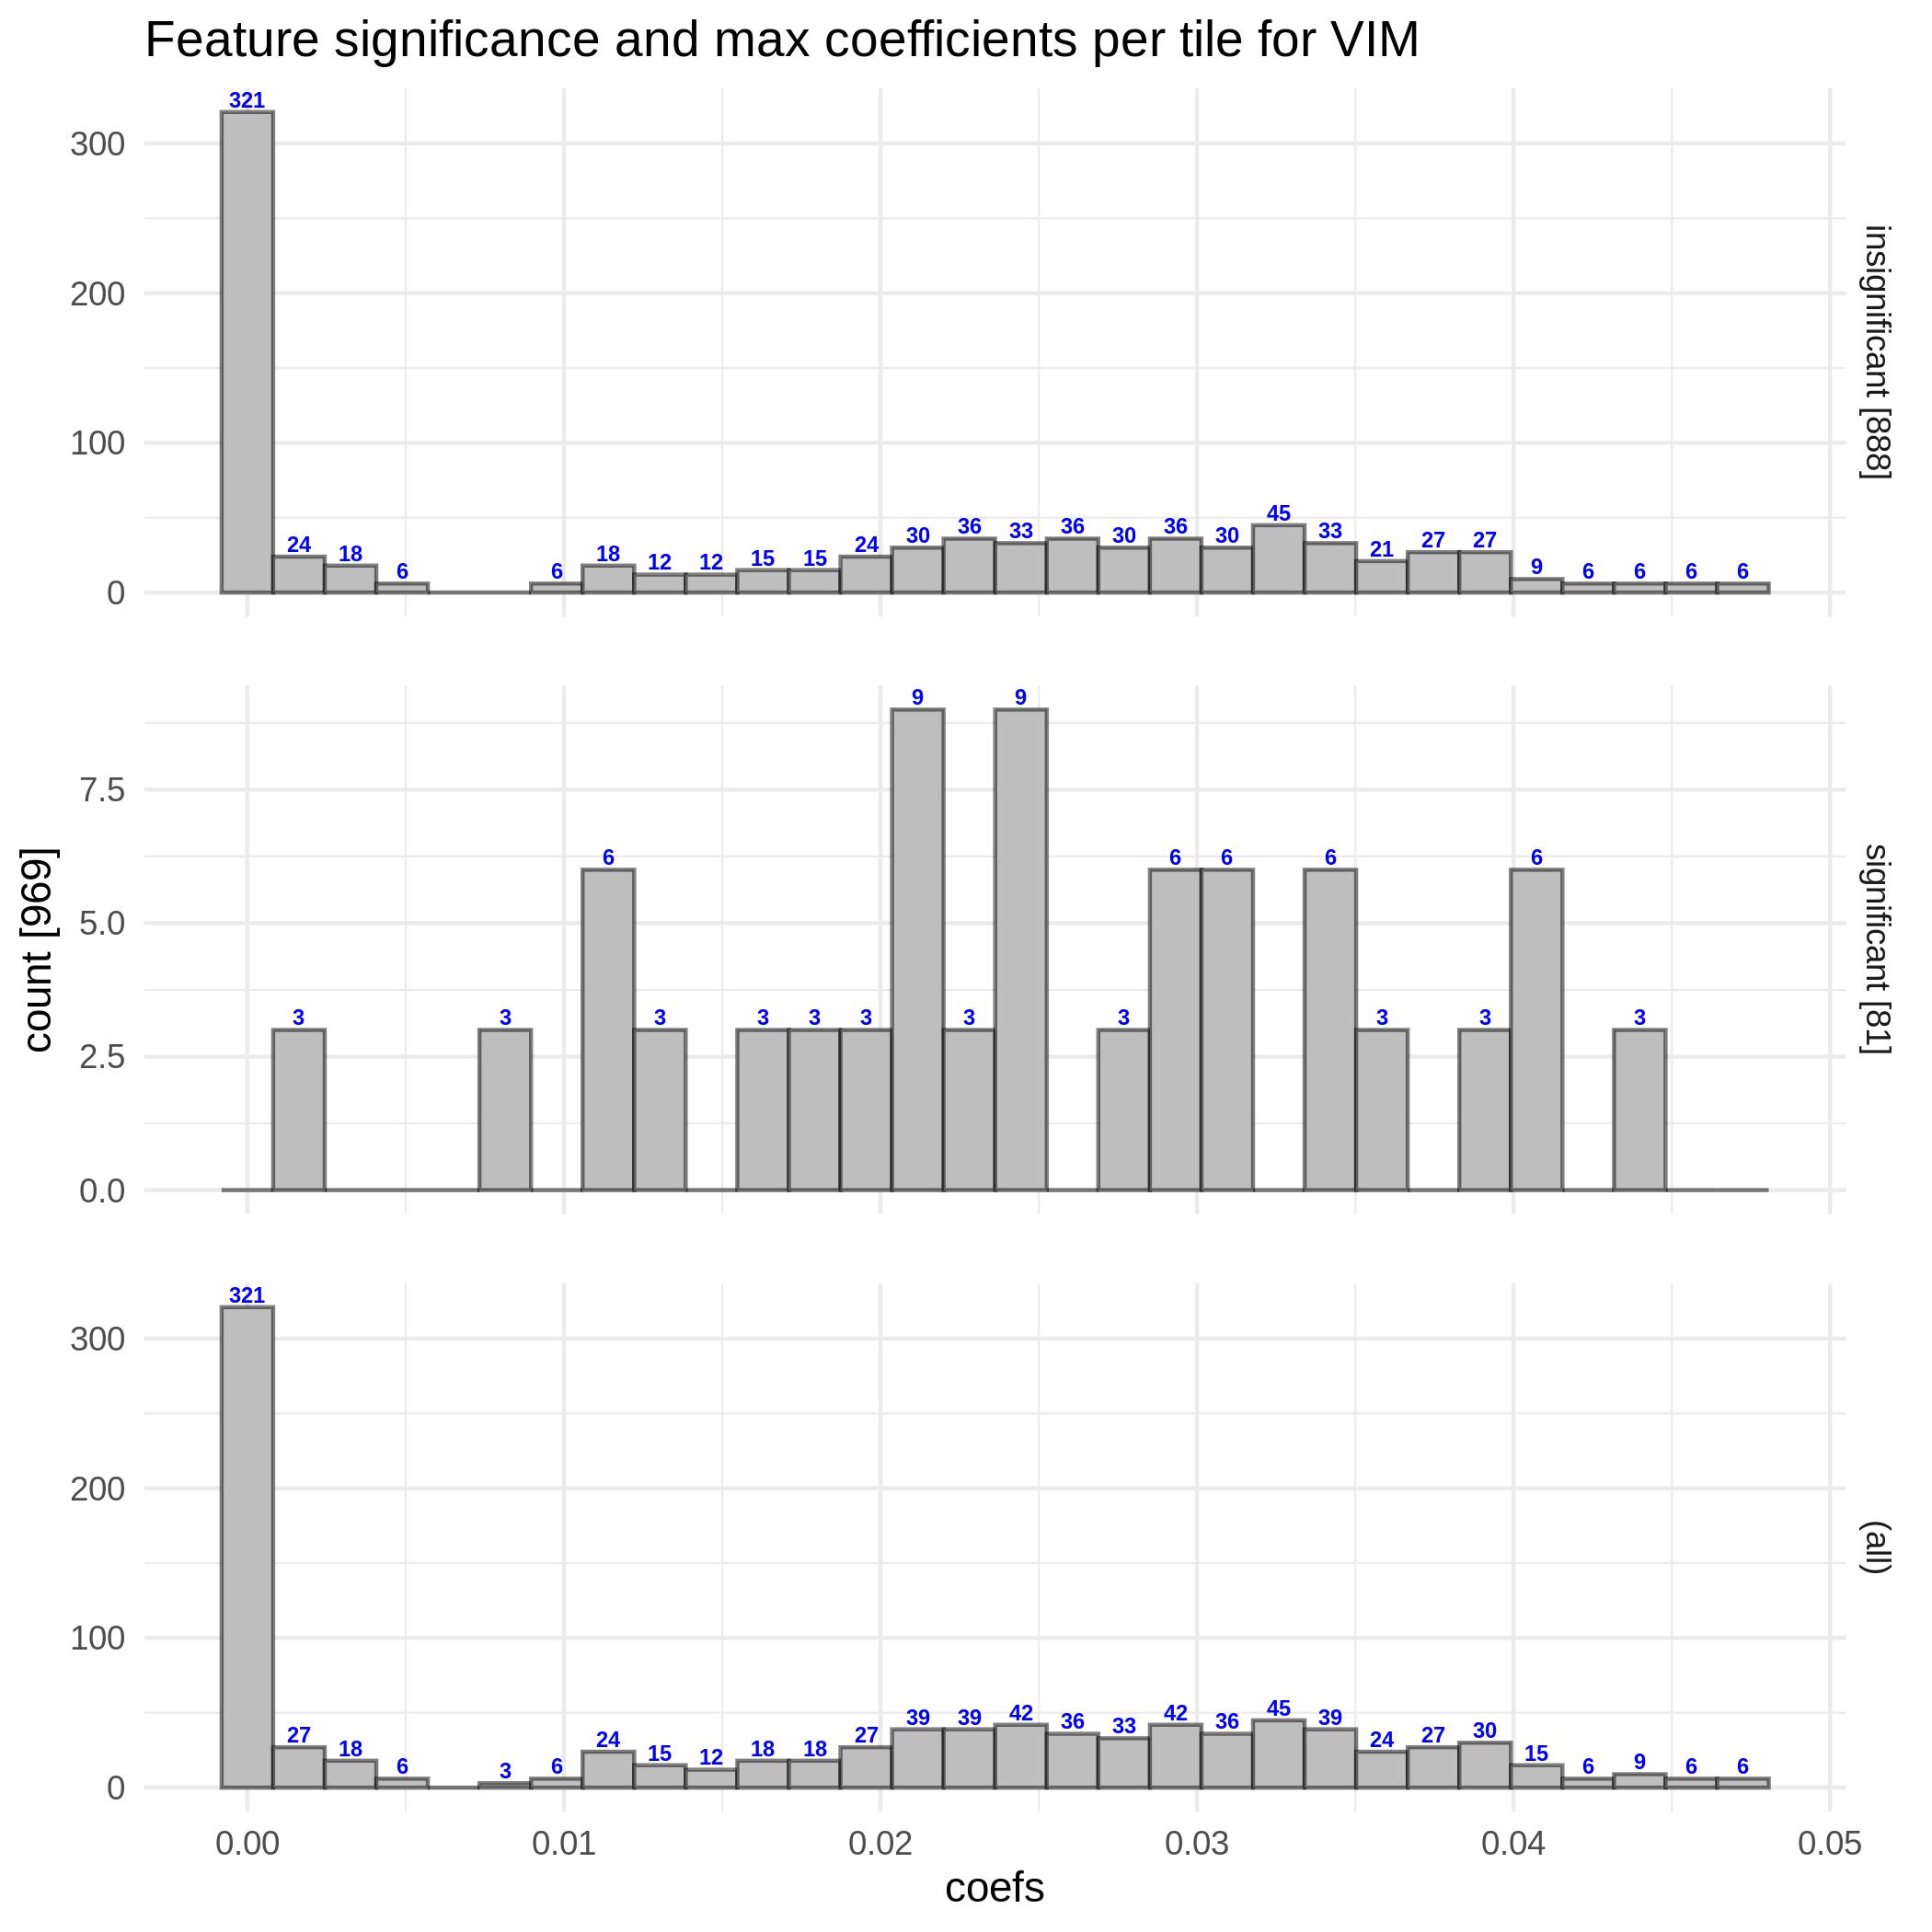 Feature significance and max coefficients per tile for VIM
321
300
200
100
0
24 18 6 6 18 12 12 15 15 24 30 36 33 36 30 36 30 45 33 21 27 27 9 6 6 6 6
insignificant [888]
count [969]
7.5
5.0
2.5
0.0
3 3 6 3 3 3 3 9 3 9 3 6 6 6 3 3 6 3
significant [81]
321
300
200
100
0
27 18 6 3 6 24 15 12 18 18 27 39 39 42 36 33 42 36 45 39 24 27 30 15 6 9 6 6
(all)
0.00 0.01 0.02 0.03 0.04 0.05
coefs